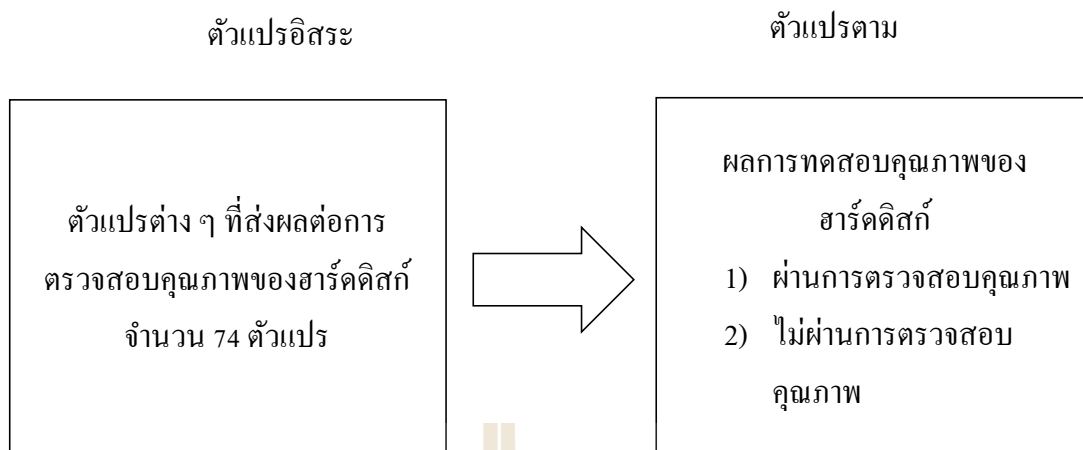 ตัวแปรอิสระ
ตัวแปรตาม
ตัวแปรต่าง ๆ ที่ส่งผลต่อการ
ตรวจสอบคุณภาพของฮาร์ดดิสก์
จำนวน 74 ตัวแปร
ผลการทดสอบคุณภาพของ
ฮาร์ดดิสก์
1) ผ่านการตรวจสอบคุณภาพ
2) ไม่ผ่านการตรวจสอบ
คุณภาพ